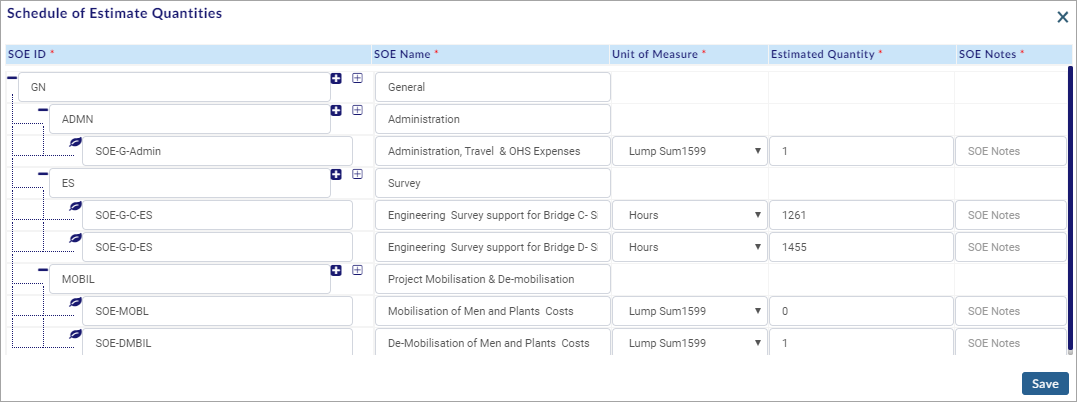 Schedule of Estimate Quantities
SOE ID * SOE Name * Unit of Measure * Estimated Quantity * SOE Notes *
GN General
ADMN Administration
SOE-G-Admin Administration, Travel & OHS Expenses Lump Sum1599 1 SOE Notes
ES Survey
SOE-G-C-ES Engineering Survey support for Bridge C- Hours 1261 SOE Notes
SOE-G-D-ES Engineering Survey support for Bridge D- Hours 1455 SOE Notes
MOBIL Project Mobilisation & De-mobilisation
SOE-MOBL Mobilisation of Men and Plants Costs Lump Sum1599 0 SOE Notes
SOE-DMBIL De-Mobilisation of Men and Plants Costs Lump Sum1599 1 SOE Notes
Save